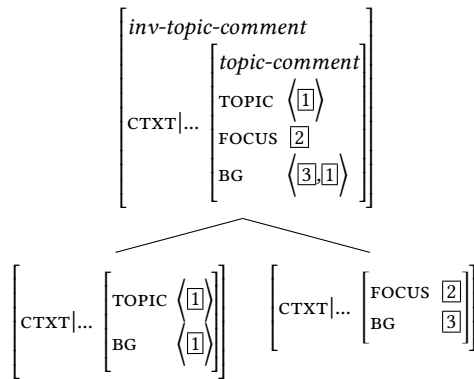 inv-topic-comment
topic-comment
TOPIC ⟨1⟩
CTXT|... FOCUS 2
BG ⟨3,1⟩
CTXT|... TOPIC ⟨1⟩
BG ⟨1⟩
CTXT|... FOCUS 2
BG 3